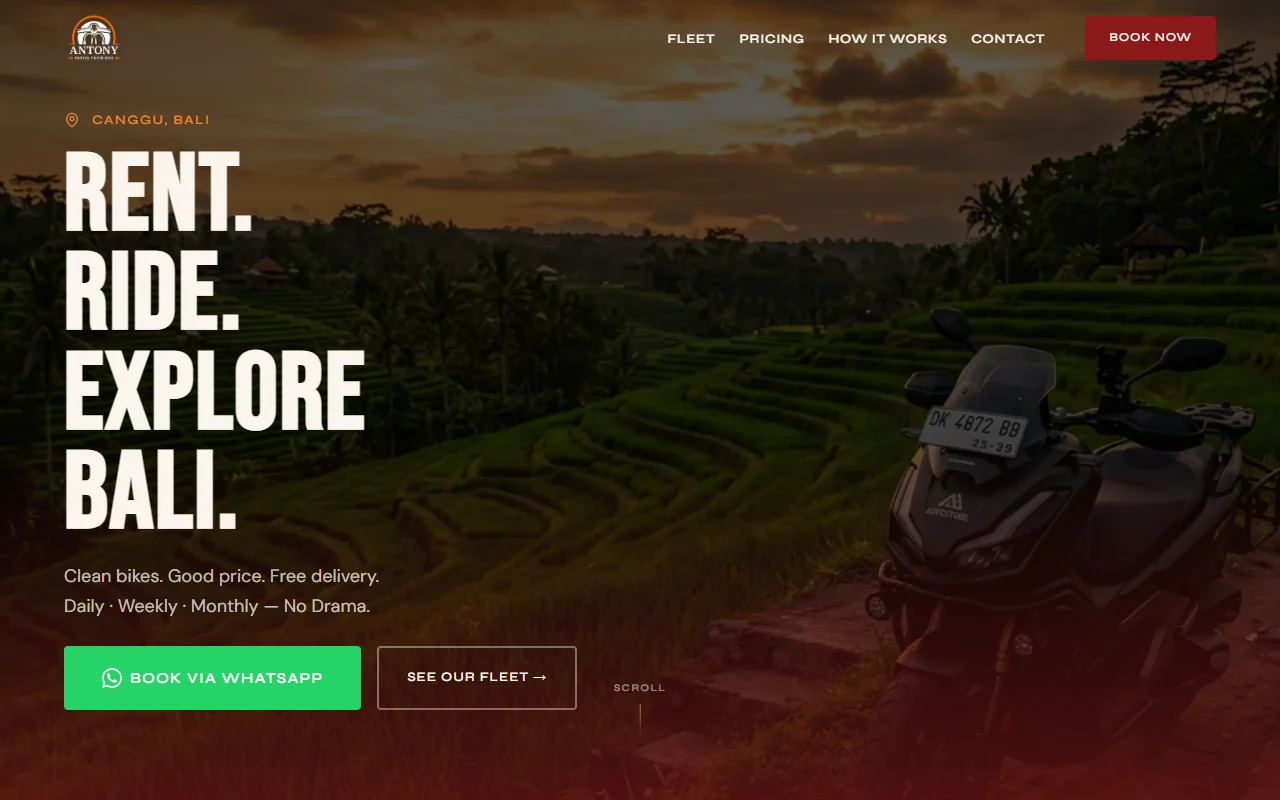 ANTONY
FLEET
PRICING
HOW IT WORKS
CONTACT
BOOK NOW
CANGGU, BALI
RENT.
RIDE.
EXPLORE
BALI.
DK 4872 BB
23-29
Clean bikes. Good price. Free delivery.
Daily · Weekly · Monthly — No Drama.
BOOK VIA WHATSAPP
SEE OUR FLEET →
SCROLL